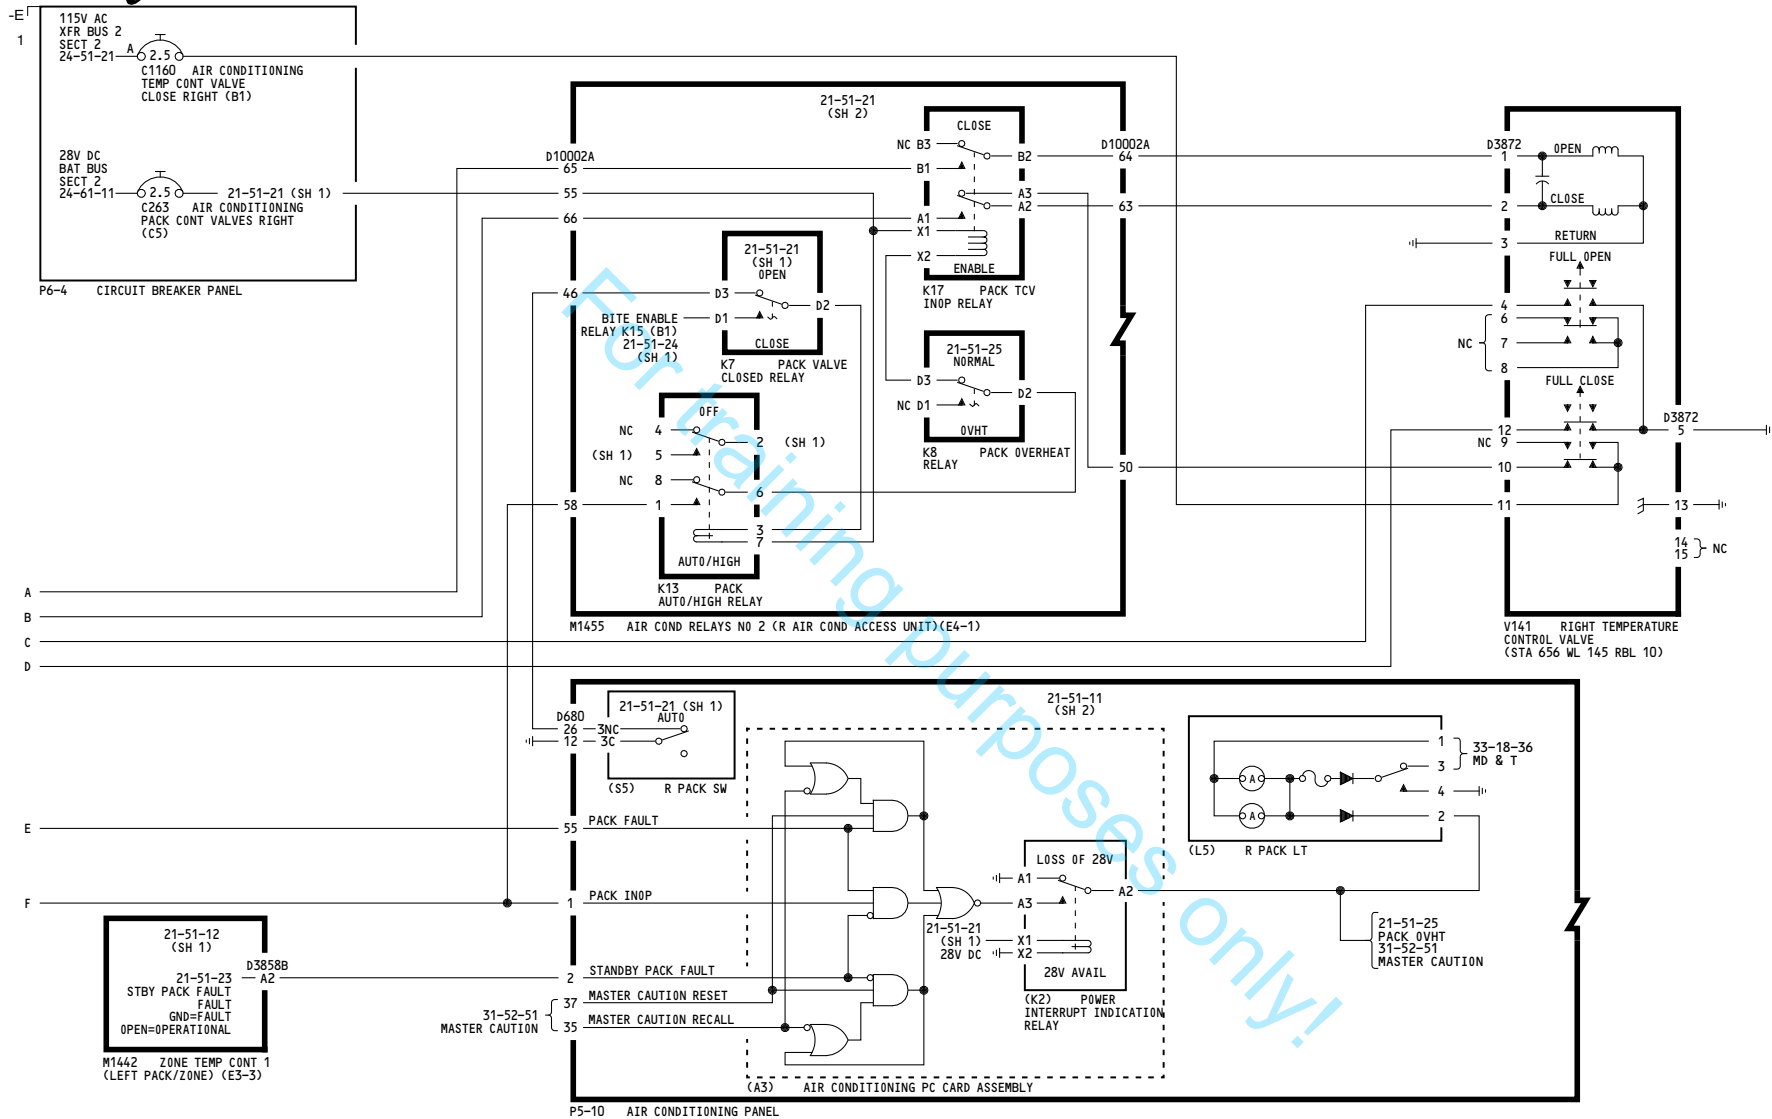 -E
1
115V AC
XFR BUS 2
SECT 2
24-51-21
A
2.5
C1160 AIR CONDITIONING
TEMP CONT VALVE
CLOSE RIGHT (B1)
28V DC
BAT BUS
SECT 2
24-61-11
2.5
21-51-21 (SH 1)
C263 AIR CONDITIONING
PACK CONT VALVES RIGHT
(C5)
P6-4 CIRCUIT BREAKER PANEL
21-51-21
(SH 2)
D10002A
65
55
66
46
58
CLOSE
NC B3
B2
B1
A3
A2
A1
X1
X2
ENABLE
K17 PACK TCV
INOP RELAY
D10002A
64
63
50
21-51-21
(SH 1)
OPEN
D3
D2
D1
BITE ENABLE
RELAY K15 (B1)
21-51-24
(SH 1)
CLOSE
K7 PACK VALVE
CLOSED RELAY
21-51-25
NORMAL
D3
D2
NC D1
OVHT
K8 PACK OVERHEAT
RELAY
OFF
NC 4
2 (SH 1)
(SH 1) 5
NC 8
6
1
3
7
AUTO/HIGH
K13 PACK
AUTO/HIGH RELAY
M1455 AIR COND RELAYS NO 2 (R AIR COND ACCESS UNIT)(E4-1)
D3872
1
OPEN
2
CLOSE
3
RETURN
FULL OPEN
4
6
NC 7
8
FULL CLOSE
12
NC 9
10
11
D3872
5
13
14
15
NC
V141 RIGHT TEMPERATURE
CONTROL VALVE
(STA 656 WL 145 RBL 10)
A
B
C
D
E
F
D680
26
12
21-51-21 (SH 1)
AUTO
3NC
3C
(S5) R PACK SW
21-51-11
(SH 2)
55 PACK FAULT
1 PACK INOP
2 STANDBY PACK FAULT
37 MASTER CAUTION RESET
35 MASTER CAUTION RECALL
31-52-51
MASTER CAUTION
21-51-12
(SH 1)
D3858B
A2
21-51-23
STBY PACK FAULT
FAULT
GND=FAULT
OPEN=OPERATIONAL
M1442 ZONE TEMP CONT 1
(LEFT PACK/ZONE) (E3-3)
LOSS OF 28V
A1
A2
A3
21-51-21
(SH 1)
28V DC
X1
X2
28V AVAIL
(K2) POWER
INTERRUPT INDICATION
RELAY
(A3) AIR CONDITIONING PC CARD ASSEMBLY
A
A
1
3
4
2
33-18-36
MD & T
(L5) R PACK LT
21-51-25
PACK OVHT
31-52-51
MASTER CAUTION
P5-10 AIR CONDITIONING PANEL
For training purposes only!